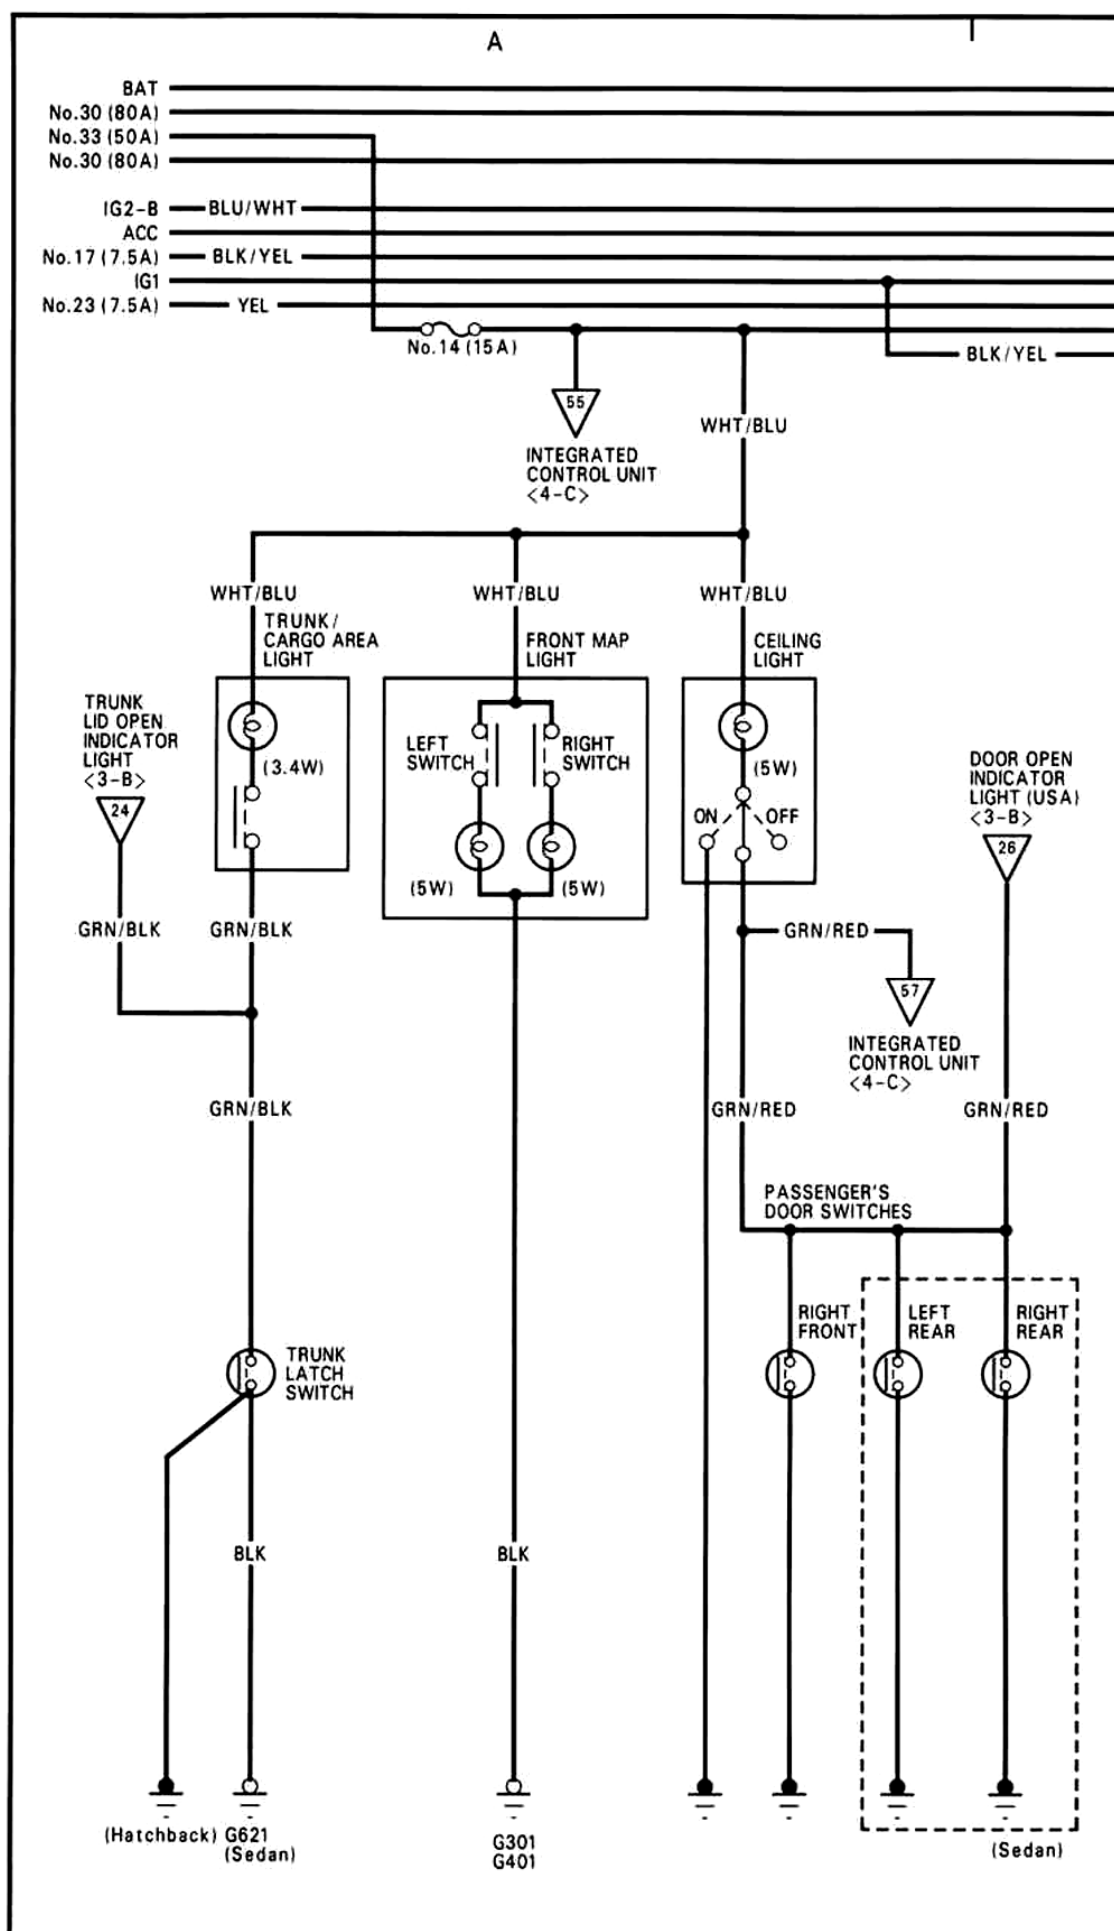 A
BAT
No.30 (80A)
No.33 (50A)
No.30 (80A)
IG2-B BLU/WHT
ACC
No.17 (7.5A) BLK/YEL
IG1
No.23 (7.5A) YEL
No.14 (15A)
BLK/YEL
55
WHT/BLU
INTEGRATED
CONTROL UNIT
<4-C>
WHT/BLU WHT/BLU WHT/BLU
TRUNK/
CARGO AREA
LIGHT
FRONT MAP
LIGHT
CEILING
LIGHT
TRUNK
LID OPEN
INDICATOR
LIGHT
<3-B>
24
(3.4W)
LEFT
SWITCH
RIGHT
SWITCH
(5W) (5W)
(5W)
ON OFF
DOOR OPEN
INDICATOR
LIGHT (USA)
<3-B>
26
GRN/BLK GRN/BLK
GRN/RED
57
INTEGRATED
CONTROL UNIT
<4-C>
GRN/BLK GRN/RED GRN/RED
PASSENGER'S
DOOR SWITCHES
RIGHT
FRONT
LEFT
REAR
RIGHT
REAR
TRUNK
LATCH
SWITCH
BLK BLK
(Hatchback) G621
(Sedan)
G301
G401
(Sedan)